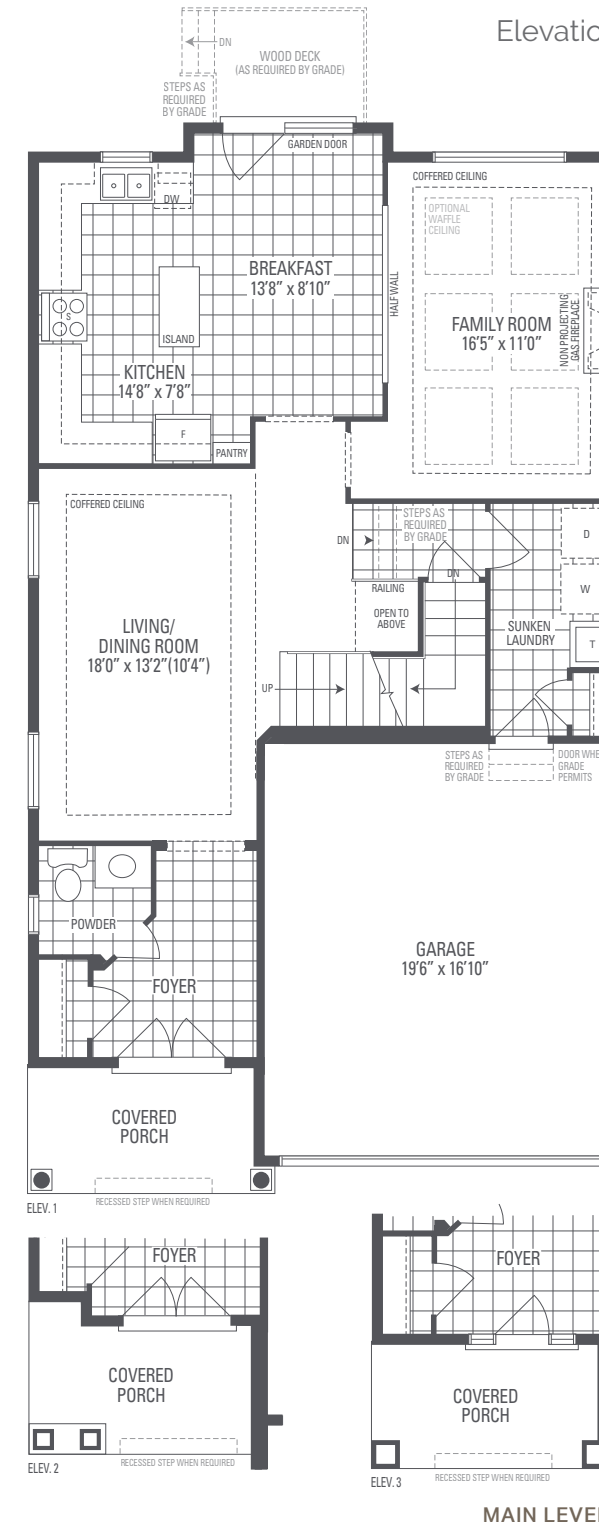 Elevatio
DN
WOOD DECK
(AS REQUIRED BY GRADE)
STEPS AS
REQUIRED
BY GRADE
GARDEN DOOR
DW
COFFERED CEILING
OPTIONAL
WAFFLE
CEILING
BREAKFAST
13'8" x 8'10"
HALF WALL
S
ISLAND
FAMILY ROOM
16'5" x 11'0"
NON PROJECTING
GAS FIREPLACE
KITCHEN
14'8" x 7'8"
F
PANTRY
COFFERED CEILING
STEPS AS
REQUIRED
BY GRADE
DN
DN
D
RAILING
W
OPEN TO
ABOVE
LIVING/
DINING ROOM
18'0" x 13'2"(10'4")
SUNKEN
LAUNDRY
T
UP
STEPS AS
REQUIRED
BY GRADE
DOOR WHE
GRADE
PERMITS
POWDER
FOYER
GARAGE
19'6" x 16'10"
COVERED
PORCH
RECESSED STEP WHEN REQUIRED
ELEV. 1
FOYER
COVERED
PORCH
RECESSED STEP WHEN REQUIRED
ELEV. 2
FOYER
COVERED
PORCH
RECESSED STEP WHEN REQUIRED
ELEV. 3
MAIN LEVEL